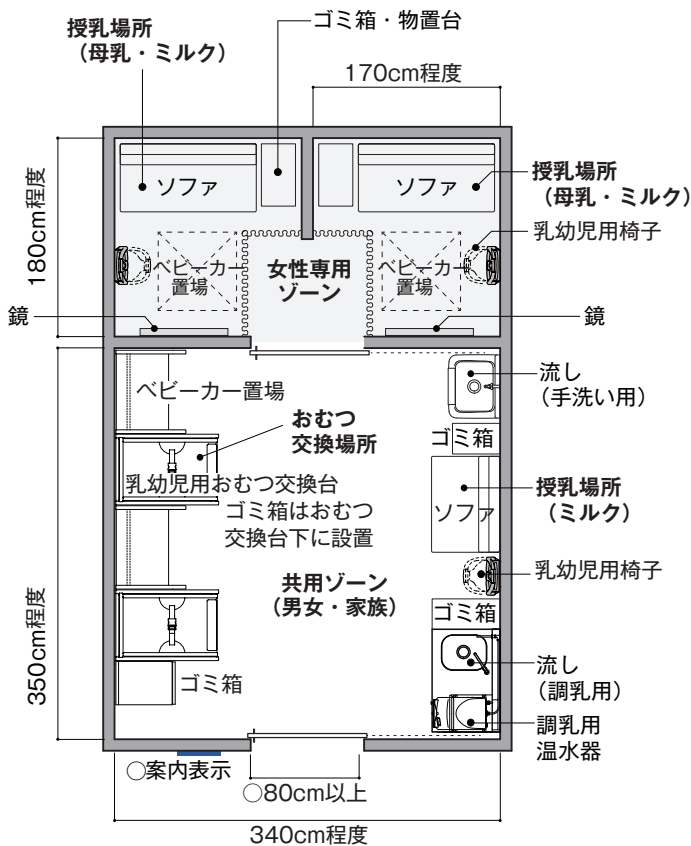 授乳場所
（母乳・ミルク）
ゴミ箱・物置台
170cm程度
180cm程度
ソファ
ソファ
授乳場所
（母乳・ミルク）
乳幼児用椅子
ベビーカー
置場
女性専用
ゾーン
ベビーカー
置場
鏡
鏡
ベビーカー置場
流し
（手洗い用）
おむつ
交換場所
ゴミ箱
乳幼児用おむつ交換台
ゴミ箱はおむつ
交換台下に設置
ソファ
授乳場所
（ミルク）
共用ゾーン
（男女・家族）
乳幼児用椅子
ゴミ箱
350cm程度
ゴミ箱
流し
（調乳用）
調乳用
温水器
○案内表示
○80cm以上
340cm程度